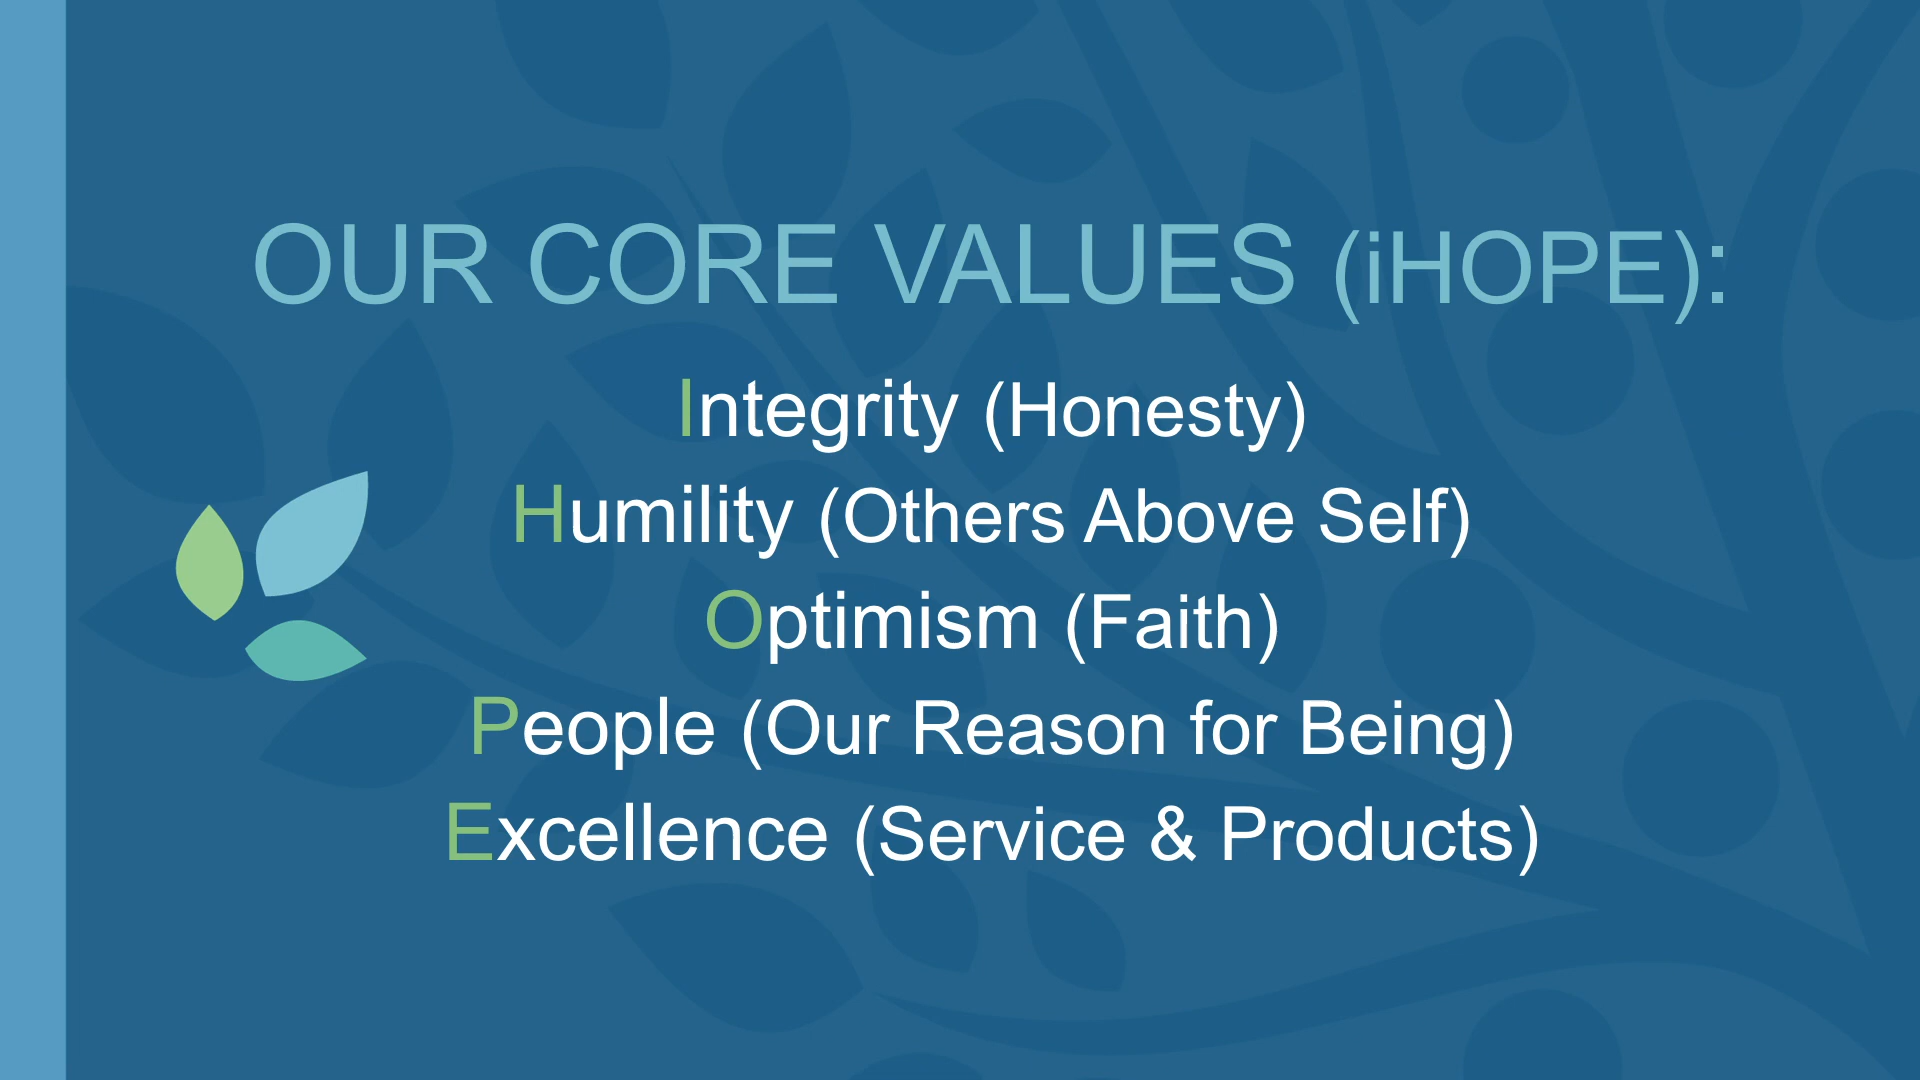 OUR CORE VALUES (iHOPE):
Integrity (Honesty)
Humility (Others Above Self)
Optimism (Faith)
People (Our Reason for Being)
Excellence (Service & Products)